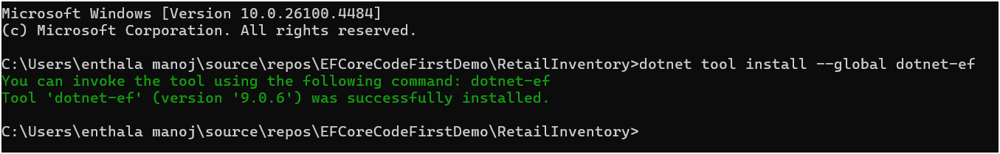 Microsoft Windows [Version 10.0.26100.4484]
(c) Microsoft Corporation. All rights reserved.
C:\Users\enthala manoj\source\repos\EFCoreCodeFirstDemo\RetailInventory>dotnet tool install --global dotnet-ef
You can invoke the tool using the following command: dotnet-ef
Tool 'dotnet-ef' (version '9.0.6') was successfully installed.
C:\Users\enthala manoj\source\repos\EFCoreCodeFirstDemo\RetailInventory>